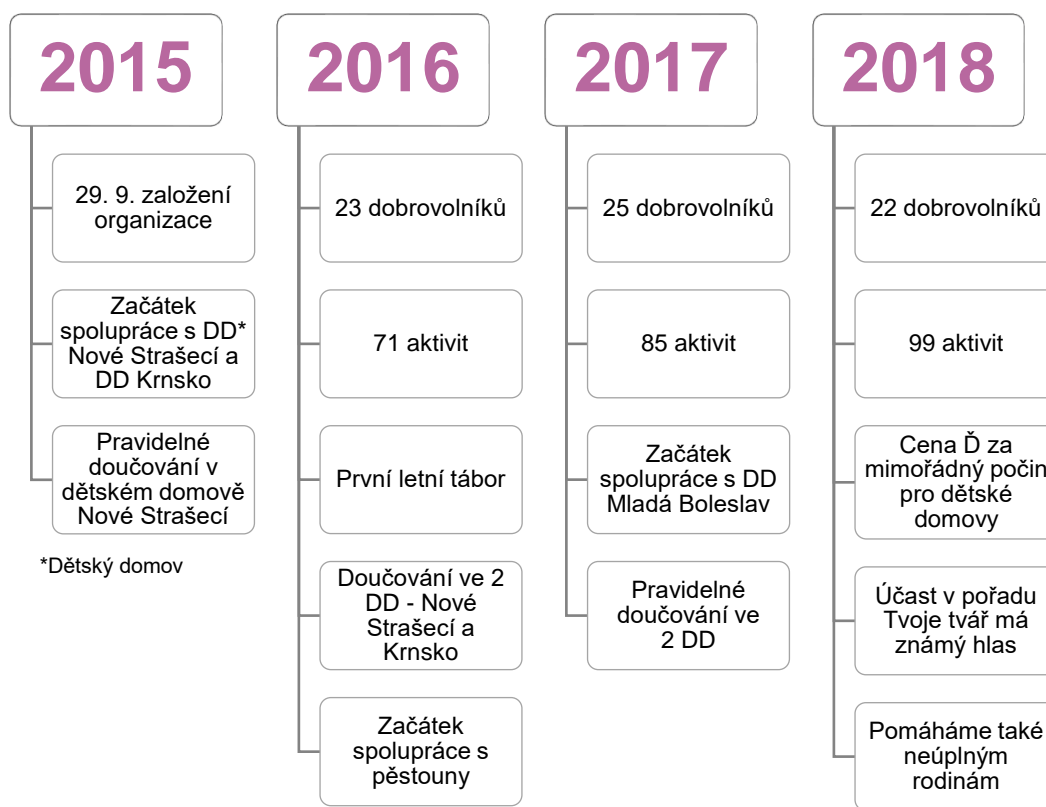 2015
29. 9. založení
organizace
Začátek
spolupráce s DD*
Nové Strašecí a
DD Krnsko
Pravidelné
doučování v
dětském domově
Nové Strašecí
*Dětský domov
2016
23 dobrovolníků
71 aktivit
První letní tábor
Doučování ve 2
DD - Nové
Strašecí a
Krnsko
Začátek
spolupráce s
pěstouny
2017
25 dobrovolníků
85 aktivit
Začátek
spolupráce s DD
Mladá Boleslav
Pravidelné
doučování ve
2 DD
2018
22 dobrovolníků
99 aktivit
Cena Ď za
mimořádný počin
pro dětské
domovy
Účast v pořadu
Tvoje tvář má
známý hlas
Pomáháme také
neúplným
rodinám